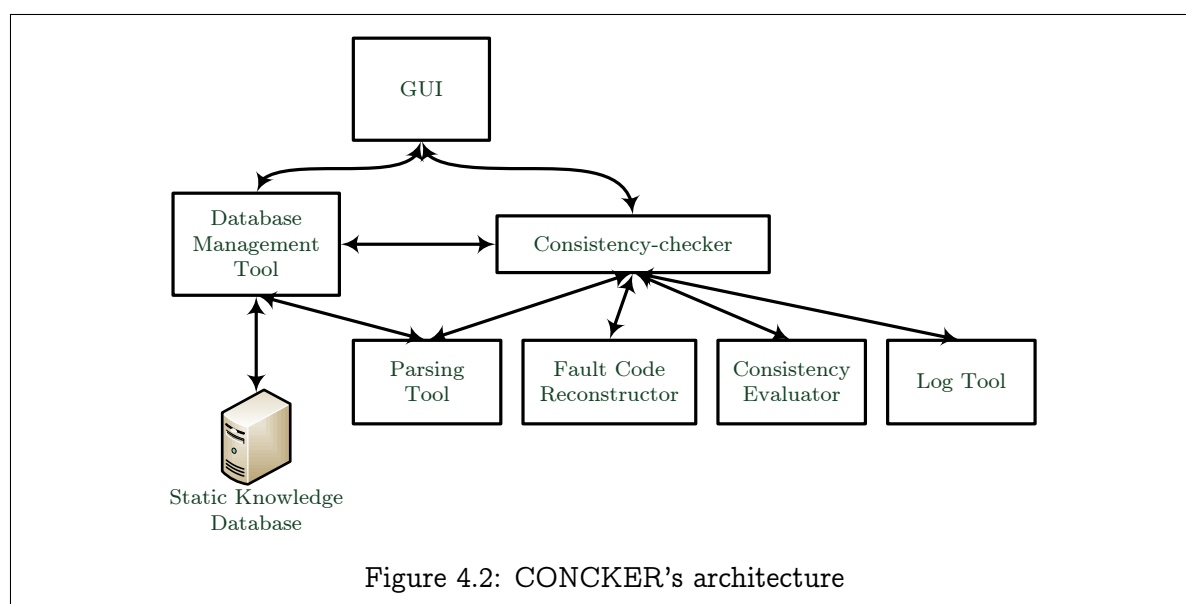 GUI
Database
Management
Tool
Consistency-checker
Parsing
Tool
Fault Code
Reconstructor
Consistency
Evaluator
Log Tool
Static Knowledge
Database
Figure 4.2: CONCKER's architecture